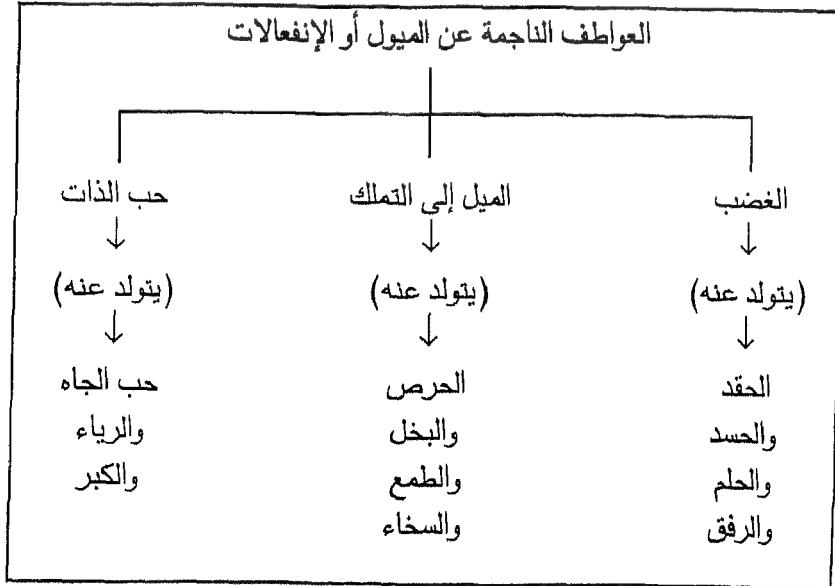 العواطف الناجمة عن الميول أو الإنفعالات
الغضب
الميل إلى التملك
حب الذات
(يتولد عنه)
(يتولد عنه)
(يتولد عنه)
الحقد
والحسد
والحلم
والرفق
الحرص
والبخل
والطمع
والسخاء
حب الجاه
والرياء
والكبر